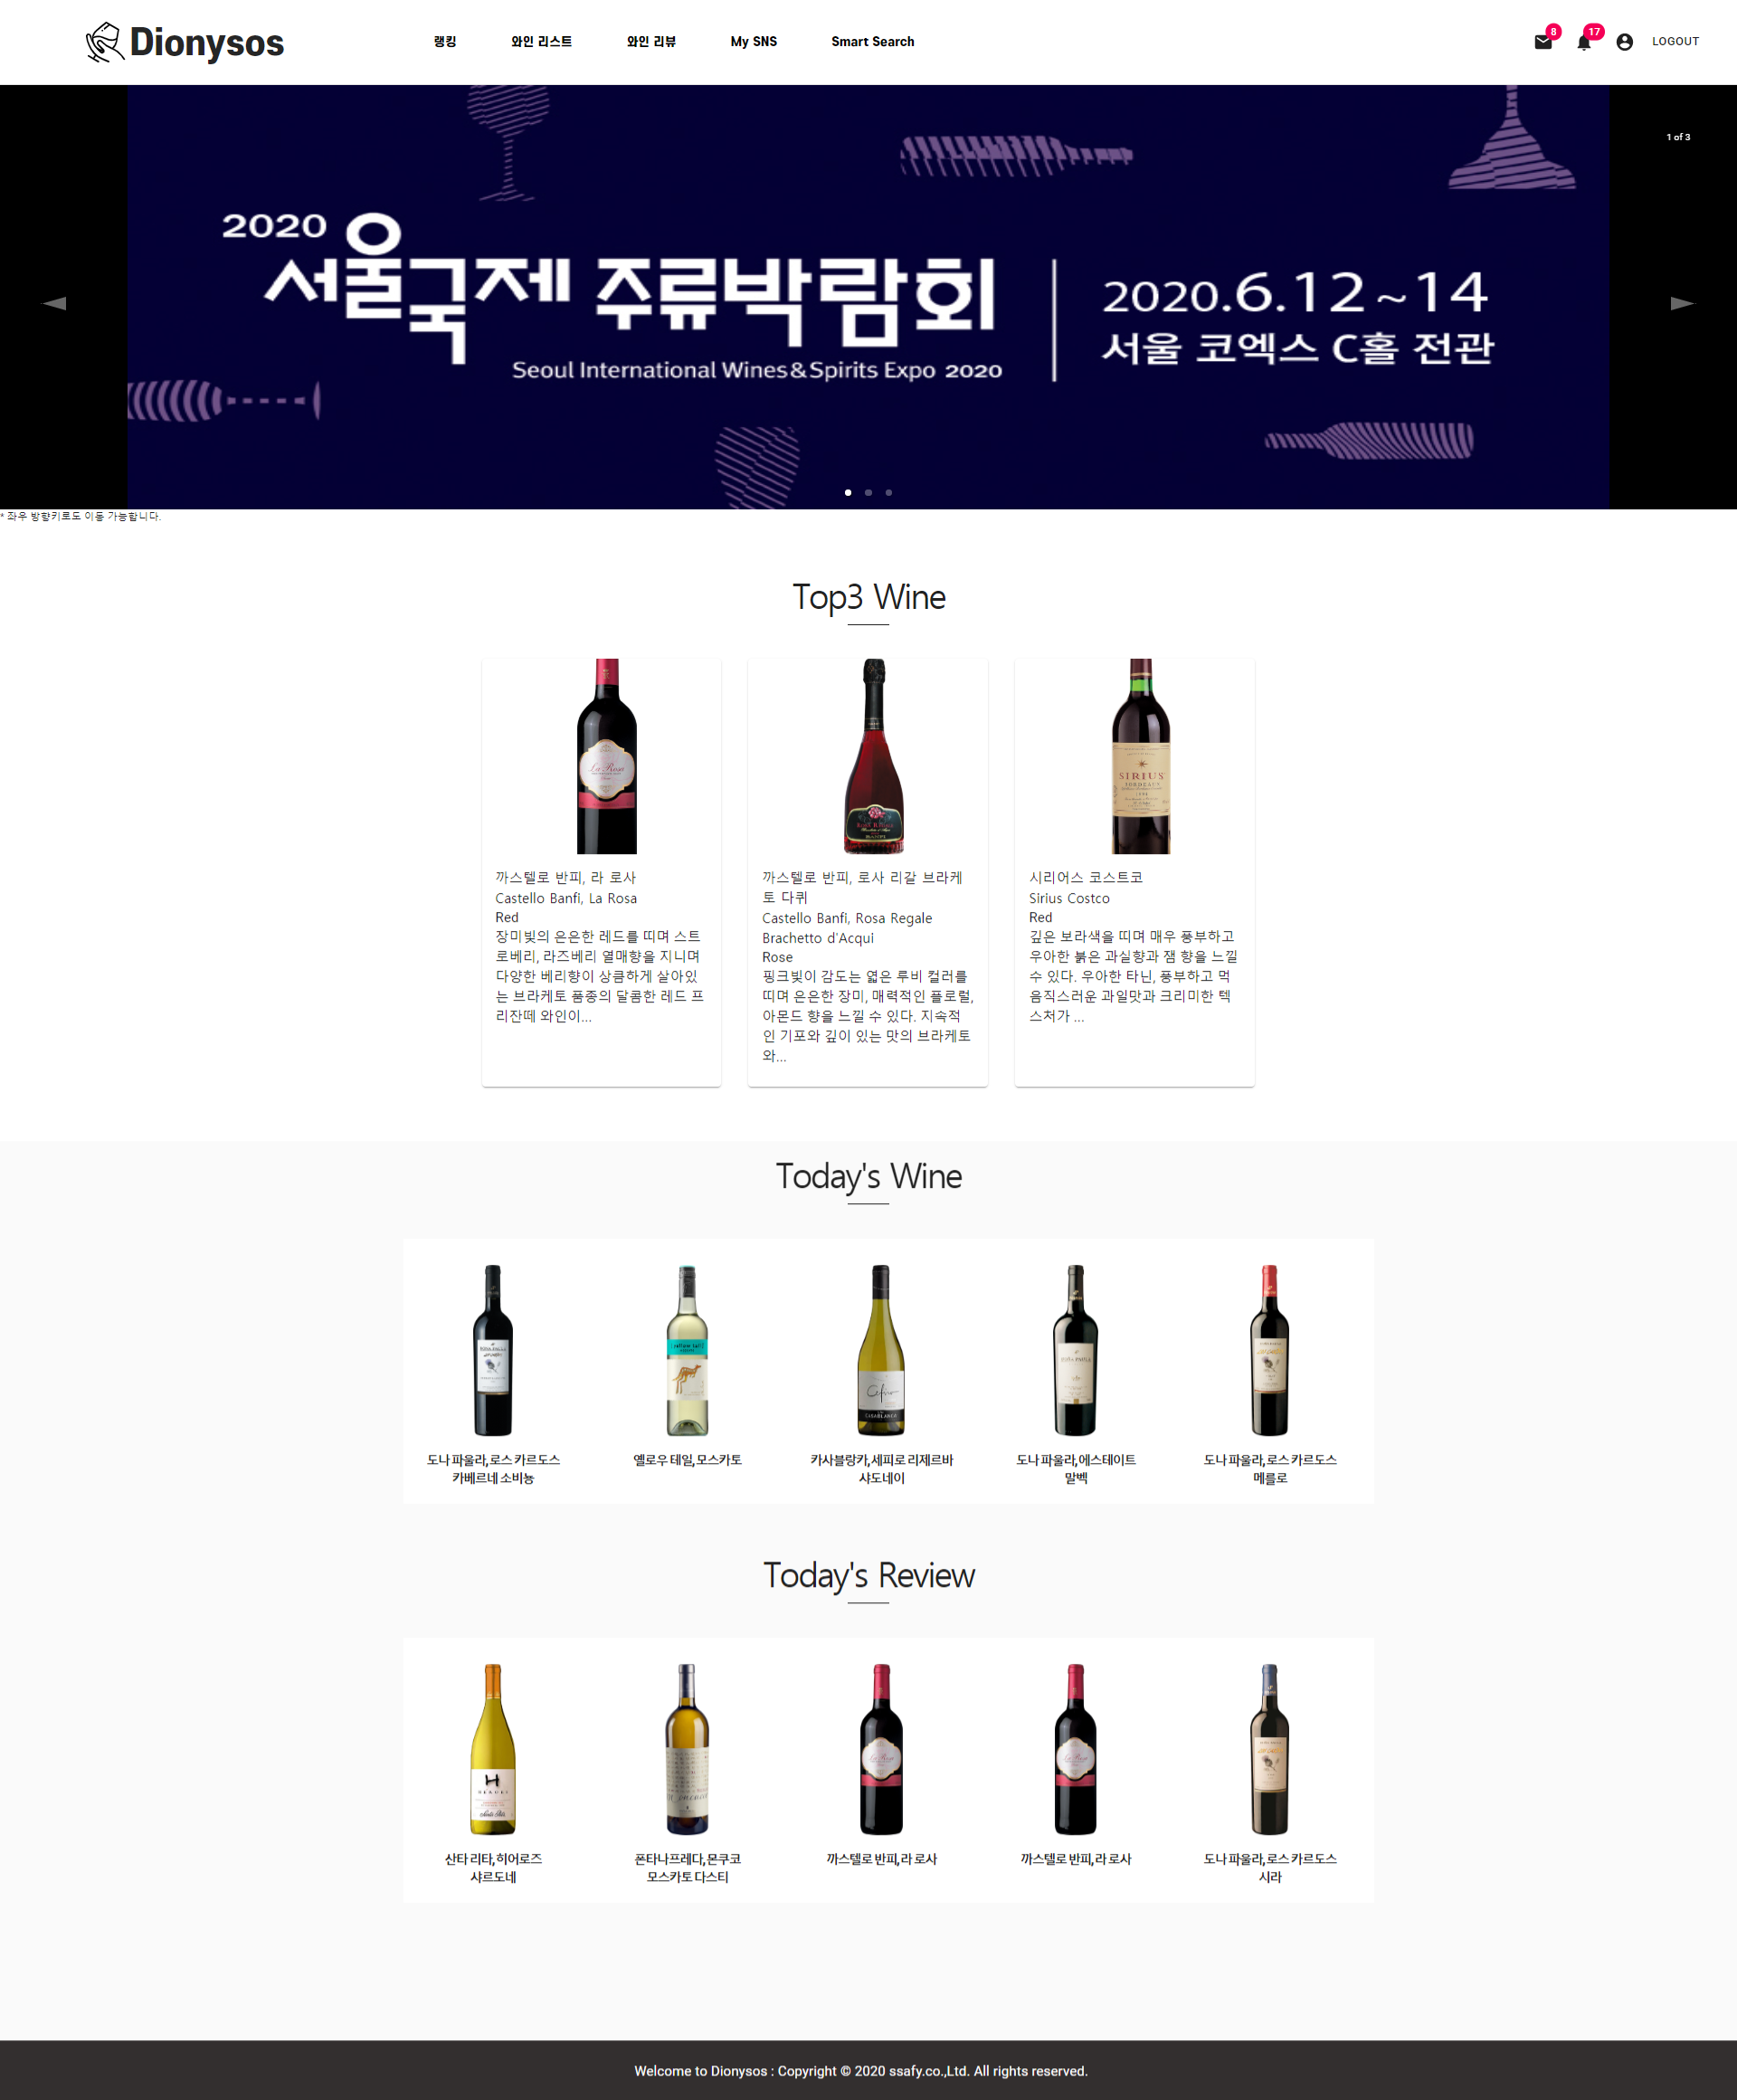 Dionysos
랭킹
와인 리스트
와인 리뷰
My SNS
Smart Search
8
17
LOGOUT
1 of 3
2020
서울국제 주류박람회
Seoul International Wines & Spirits Expo 2020
2020.6.12~14
서울 코엑스 C홀 전관
* 좌우 방향키로도 이동 가능합니다.
Top3 Wine
La Rosa
SIRIUS
BORDEAUX
까스텔로 반피, 라 로사
Castello Banfi, La Rosa
Red
장미빛의 은은한 레드를 띠며 스트
로베리, 라즈베리 열매향을 지니며
다양한 베리향이 상큼하게 살아있
는 브라케토 품종의 달콤한 레드 프
리잔떼 와인이...
까스텔로 반피, 로사 리갈 브라케
토 다퀴
Castello Banfi, Rosa Regale
Brachetto d'Acqui
Rose
핑크빛이 감도는 엷은 루비 컬러를
띠며 은은한 장미, 매력적인 플로럴,
아몬드 향을 느낄 수 있다. 지속적
인 기포와 깊이 있는 맛의 브라케토
와...
시리어스 코스트코
Sirius Costco
Red
깊은 보라색을 띠며 매우 풍부하고
우아한 붉은 과실향과 잼 향을 느낄
수 있다. 우아한 타닌, 풍부하고 먹
음직스러운 과일맛과 크리미한 텍
스처가 ...
Today's Wine
CASABLANCA
도나 파울라, 로스 카르도스
카베르네 소비뇽
옐로우 테일, 모스카토
카사블랑카, 세피로 리제르바
샤도네이
도나 파울라, 에스테이트
말벡
도나 파울라, 로스 카르도스
메를로
Today's Review
H
산타 리타, 히어로즈
샤르도네
폰타나프레다, 몬쿠코
모스카토 다스티
까스텔로 반피, 라 로사
까스텔로 반피, 라 로사
도나 파울라, 로스 카르도스
시라
Welcome to Dionysos : Copyright © 2020 ssafy.co.,Ltd. All rights reserved.